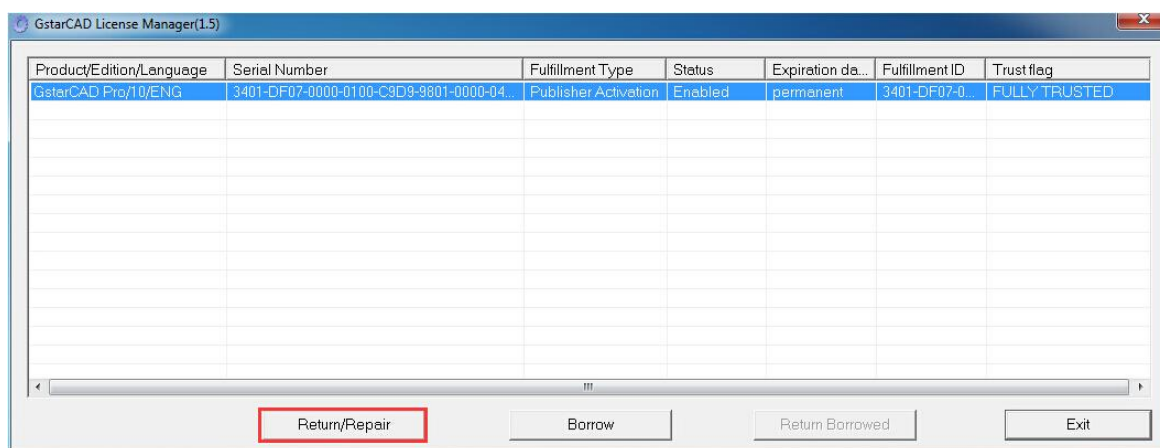 GstarCAD License Manager(1.5)
Product/Edition/Language Serial Number Fulfillment Type Status Expiration da... Fulfillment ID Trust flag
GstarCAD Pro/10/ENG 3401-DF07-0000-0100-C9D9-9801-0000-04... Publisher Activation Enabled permanent 3401-DF07-0... FULLY TRUSTED
Return/Repair Borrow Return Borrowed Exit